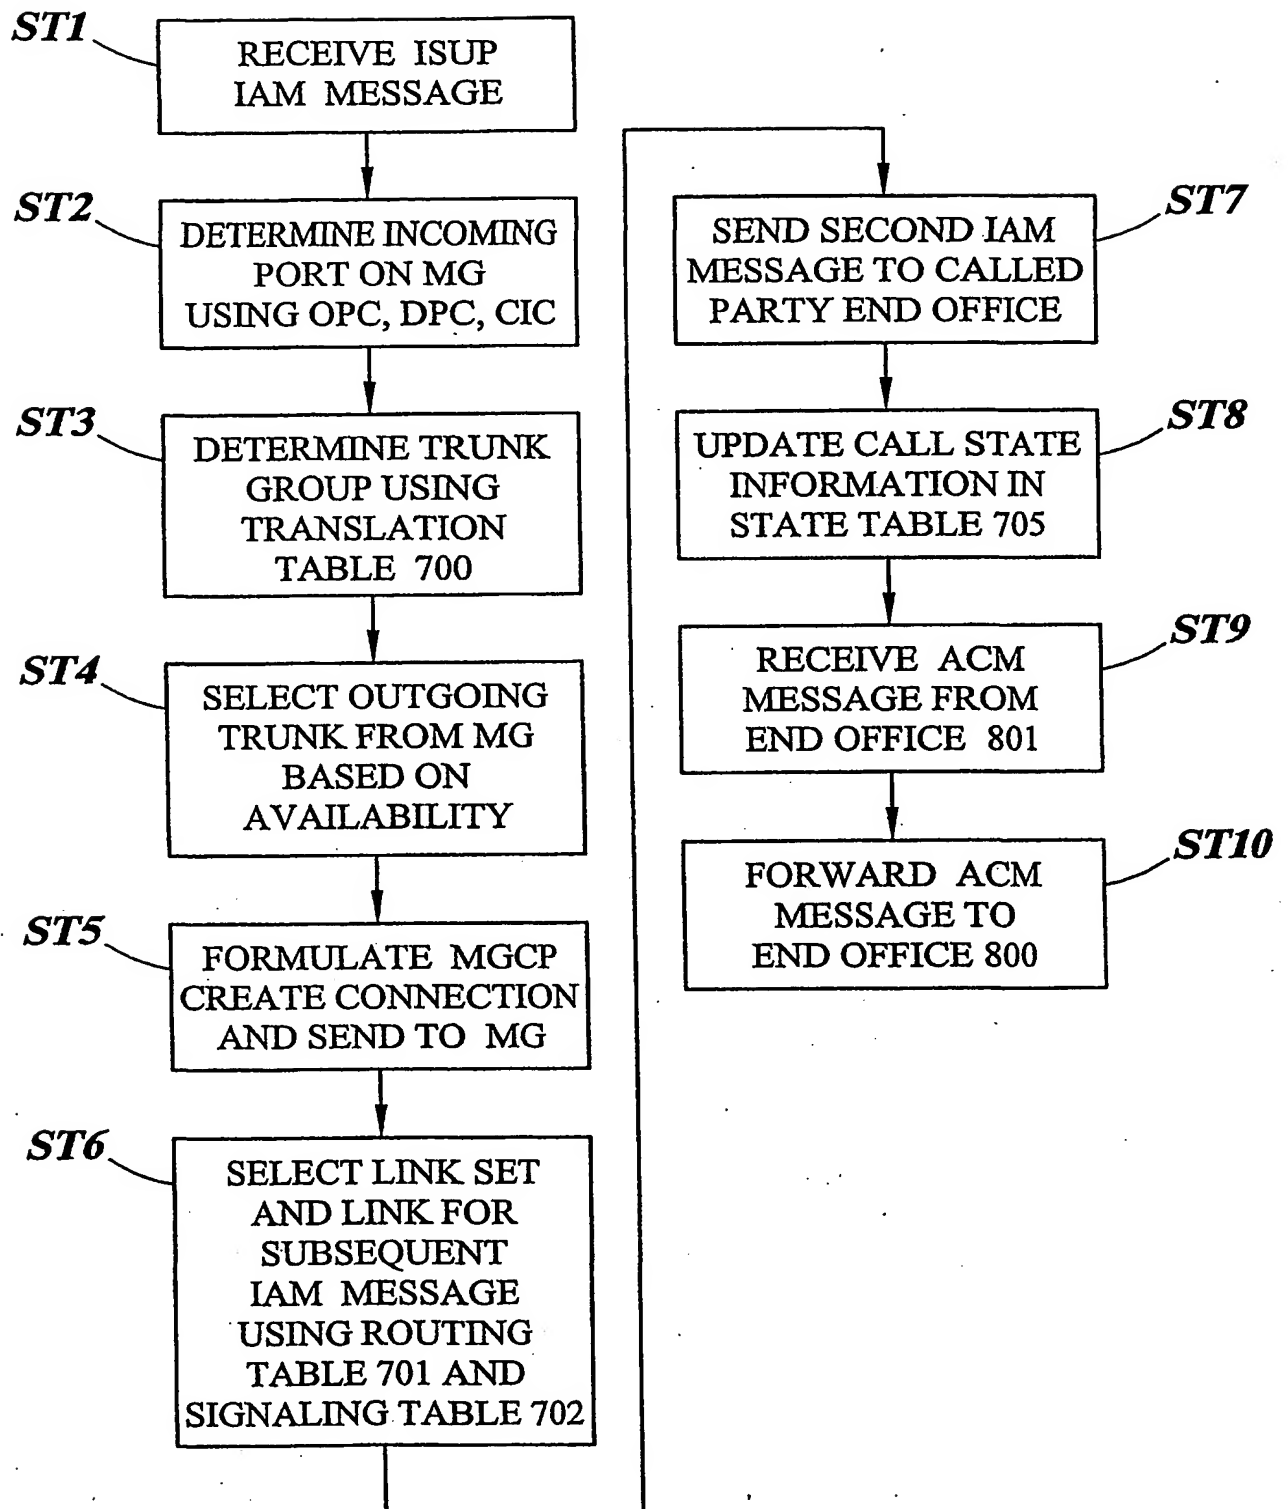 ST1
RECEIVE ISUP
IAM MESSAGE
ST2
DETERMINE INCOMING
PORT ON MG
USING OPC, DPC, CIC
ST3
DETERMINE TRUNK
GROUP USING
TRANSLATION
TABLE 700
ST4
SELECT OUTGOING
TRUNK FROM MG
BASED ON
AVAILABILITY
ST5
FORMULATE MGCP
CREATE CONNECTION
AND SEND TO MG
ST6
SELECT LINK SET
AND LINK FOR
SUBSEQUENT
IAM MESSAGE
USING ROUTING
TABLE 701 AND
SIGNALING TABLE 702
ST7
SEND SECOND IAM
MESSAGE TO CALLED
PARTY END OFFICE
ST8
UPDATE CALL STATE
INFORMATION IN
STATE TABLE 705
ST9
RECEIVE ACM
MESSAGE FROM
END OFFICE 801
ST10
FORWARD ACM
MESSAGE TO
END OFFICE 800